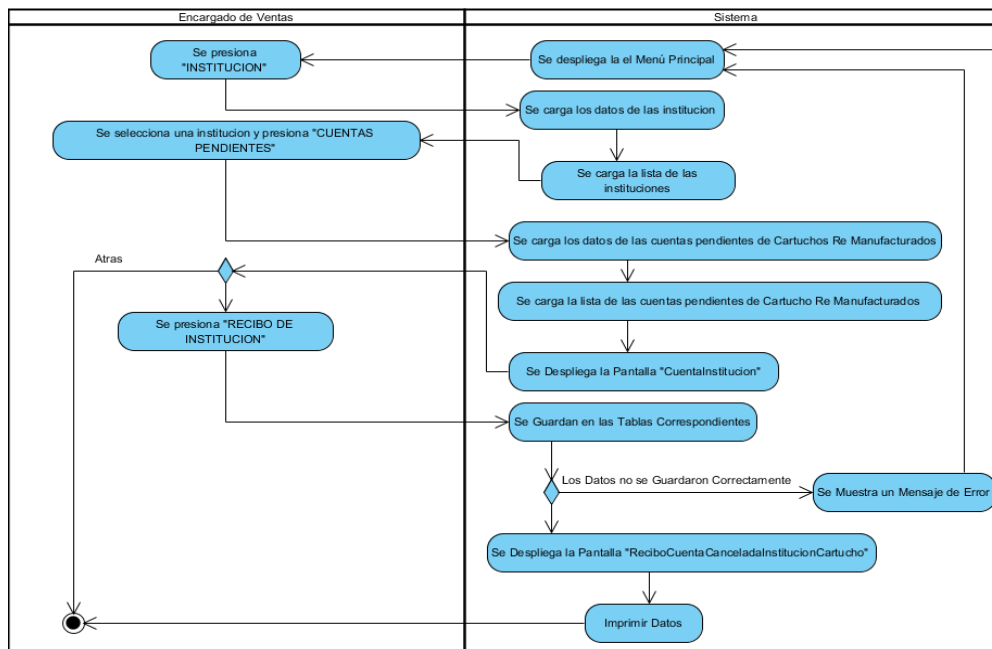 Encargado de Ventas
Sistema
Se presiona
"INSTITUCION"
Se despliega la el Menú Principal
Se carga los datos de las institucion
Se selecciona una institucion y presiona "CUENTAS
PENDIENTES"
Se carga la lista de las
instituciones
Se carga los datos de las cuentas pendientes de Cartuchos Re Manufacturados
Atras
Se carga la lista de las cuentas pendientes de Cartucho Re Manufacturados
Se presiona "RECIBO DE
INSTITUCION"
Se Despliega la Pantalla "CuentaInstitucion"
Se Guardan en las Tablas Correspondientes
Los Datos no se Guardaron Correctamente
Se Muestra un Mensaje de Error
Se Despliega la Pantalla "ReciboCuentaCanceladaInstitucionCartucho"
Imprimir Datos